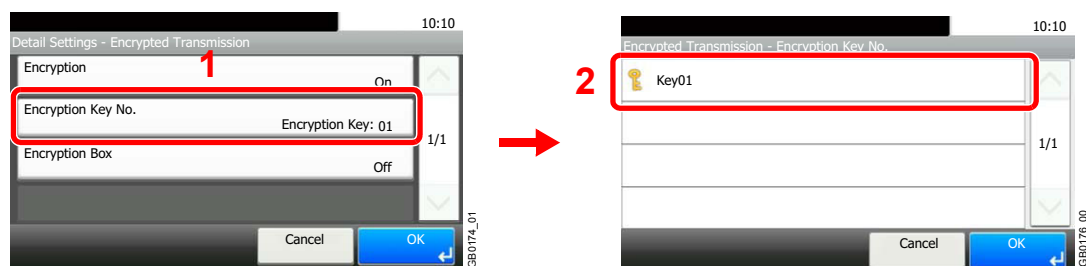 10:10
Detail Settings - Encrypted Transmission
1
Encryption
On
Encryption Key No.
Encryption Key: 01
1/1
Encryption Box
Off
Cancel
OK
GB0174_01
10:10
Encrypted Transmission - Encryption Key No.
2
Key01
1/1
Cancel
OK
GB0176_00